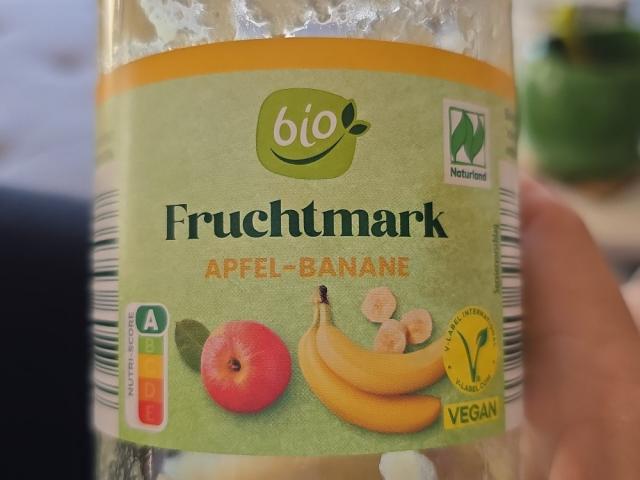 bio
Naturland
Fruchtmark
APFEL-BANANE
NUTRI-SCORE
A
B
C
D
E
V-LABEL INTERNATIONAL
V-LABEL.COM
VEGAN